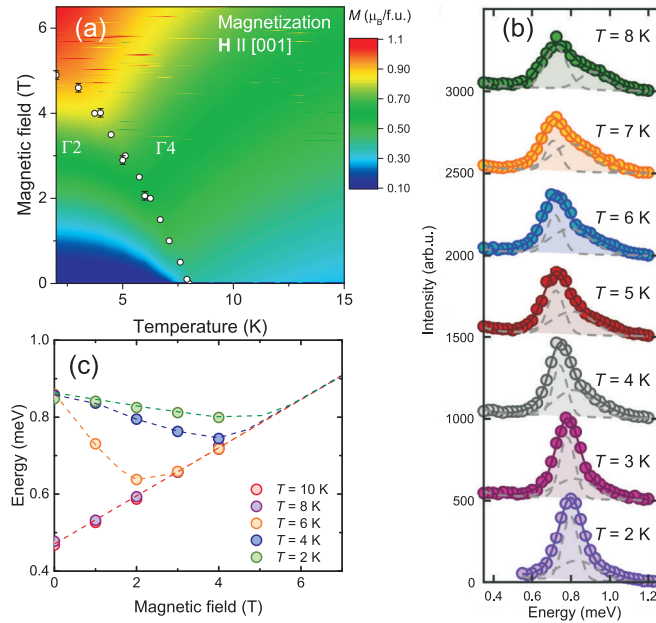 (a)
Magnetization
H II [001]
M (μB/f.u.)
1.1
0.90
0.70
0.50
0.30
0.10
Γ2
Γ4
6
4
2
0
Magnetic field (T)
5
10
15
Temperature (K)
(b)
T = 8 K
T = 7 K
T = 6 K
T = 5 K
T = 4 K
T = 3 K
T = 2 K
3000
2500
2000
1500
1000
500
0
Intensity (arb.u.)
0.4
0.6
0.8
1.0
1.2
Energy (meV)
(c)
1.0
0.8
0.6
0.4
Energy (meV)
T = 10 K
T = 8 K
T = 6 K
T = 4 K
T = 2 K
0
2
4
6
Magnetic field (T)